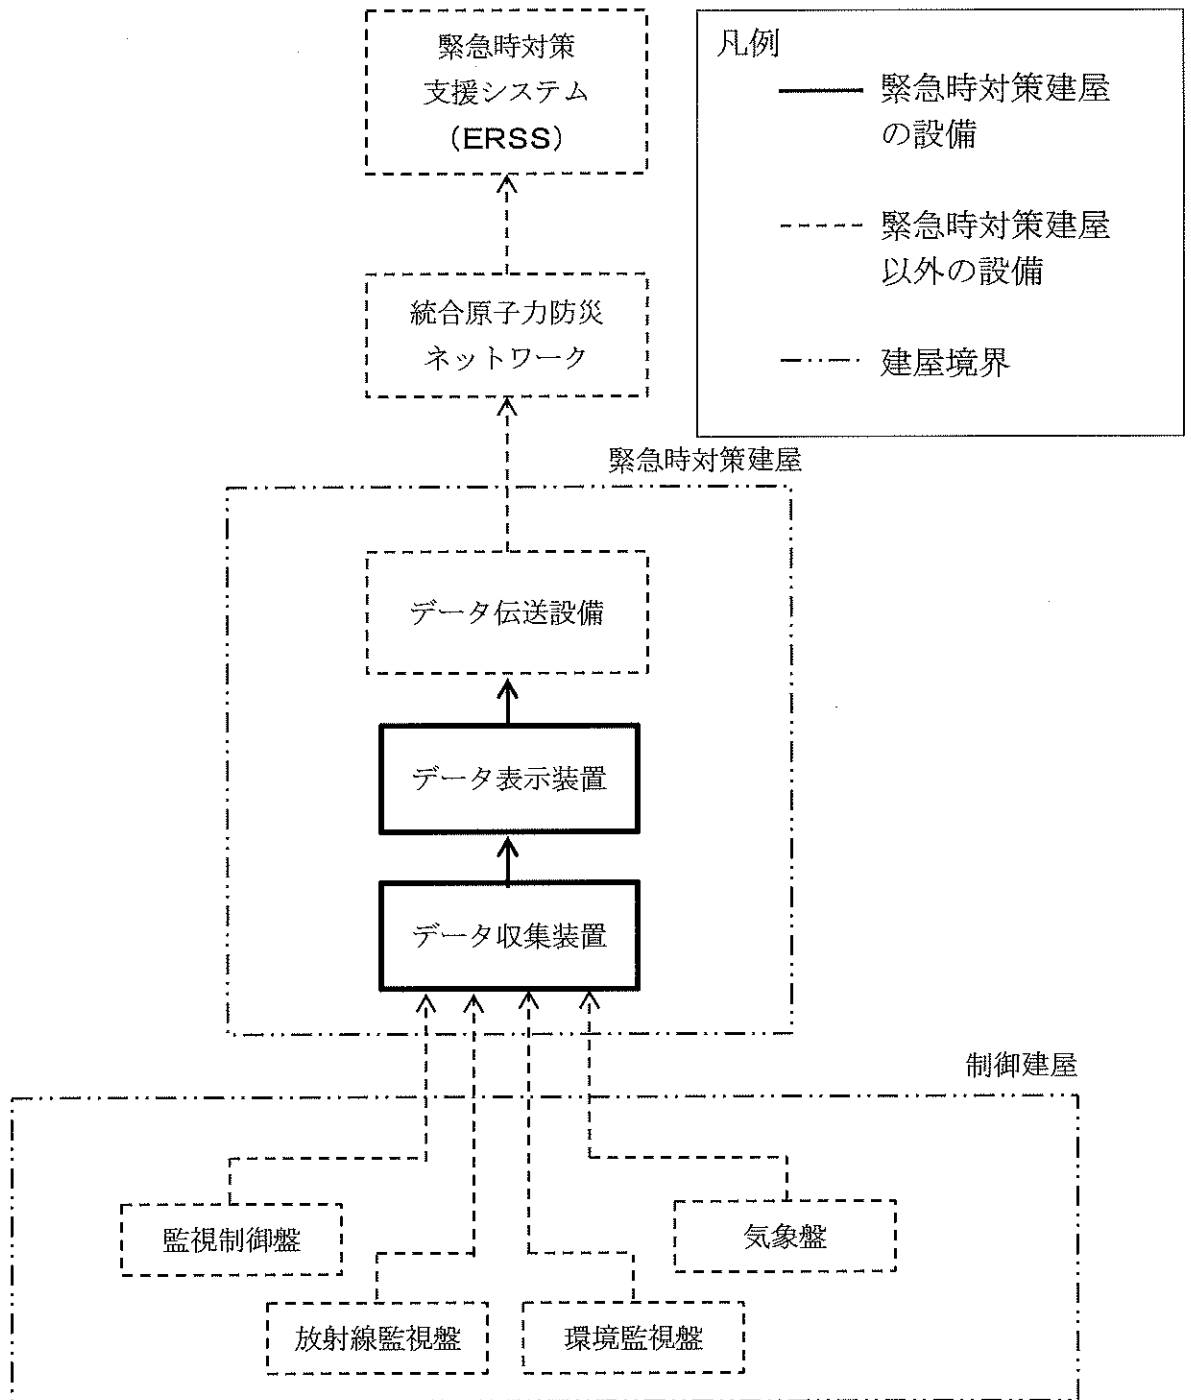 緊急時対策
支援システム
（ERSS）
凡例
緊急時対策建屋
の設備
緊急時対策建屋
以外の設備
建屋境界
統合原子力防災
ネットワーク
緊急時対策建屋
データ伝送設備
データ表示装置
データ収集装置
制御建屋
監視制御盤
気象盤
放射線監視盤
環境監視盤